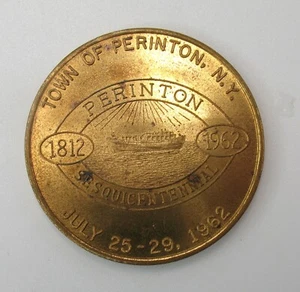 TOWN OF PERINTON, N.Y.
PERINTON
1812 1962
SESQUICENTENNIAL
JULY 25-29, 1962